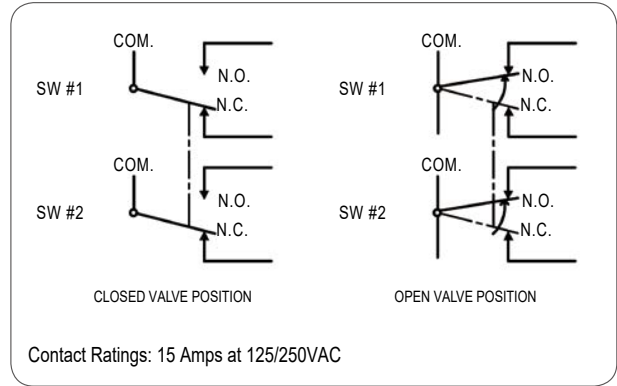 COM.
SW #1
N.O.
N.C.
COM.
SW #2
N.O.
N.C.
CLOSED VALVE POSITION
COM.
SW #1
N.O.
N.C.
COM.
SW #2
N.O.
N.C.
OPEN VALVE POSITION
Contact Ratings: 15 Amps at 125/250VAC